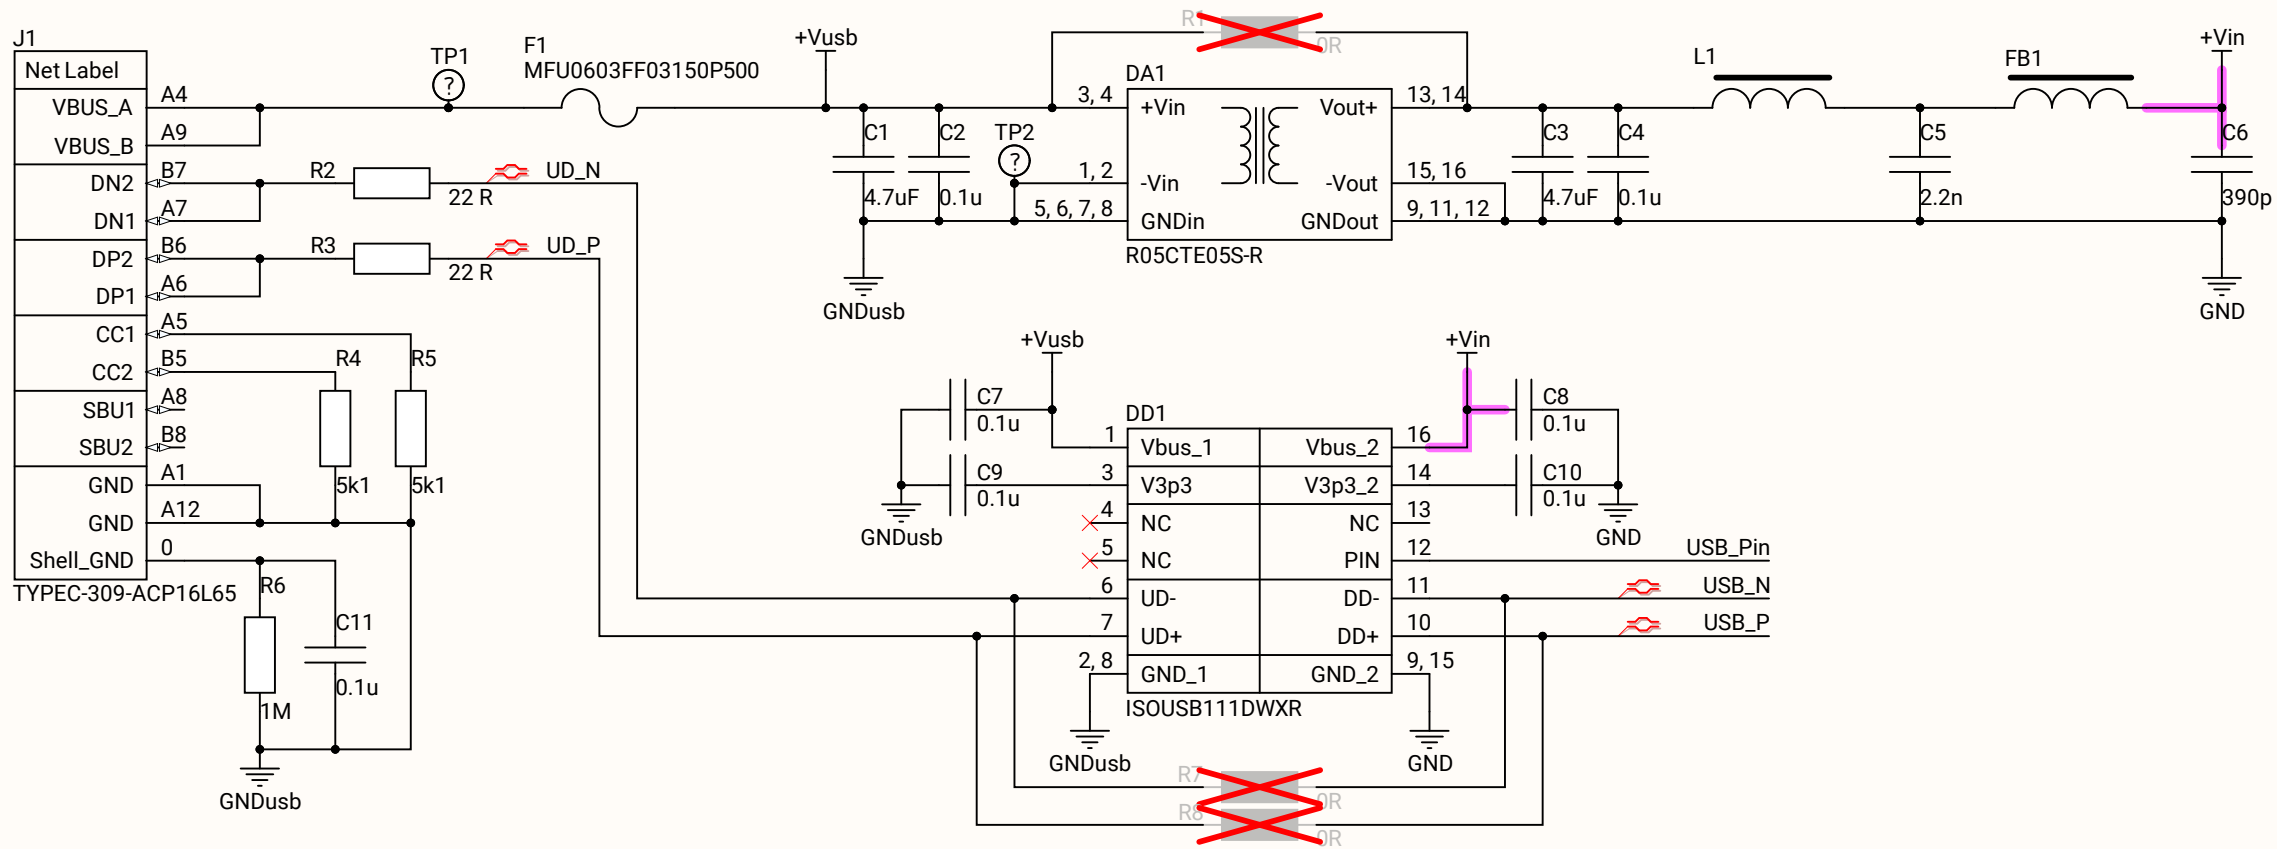 J1
Net Label
VBUS_A A4
VBUS_B A9
DN2 B7
DN1 A7
DP2 B6
DP1 A6
CC1 A5
CC2 B5
SBU1 A8
SBU2 B8
GND A1
GND A12
Shell_GND 0
TYPEC-309-ACP16L65
TP1
?
F1
MFU0603FF03150P500
+Vusb
R2
22 R
UD_N
R3
22 R
UD_P
R4
5k1
R5
5k1
R6
1M
C11
0.1u
GNDusb
C1
4.7uF
C2
0.1u
TP2
?
GNDusb
R1
0R
DA1
3, 4 +Vin Vout+ 13, 14
1, 2 -Vin -Vout 15, 16
5, 6, 7, 8 GNDin GNDout 9, 11, 12
R05CTE05S-R
C3
4.7uF
C4
0.1u
L1
C5
2.2n
FB1
+Vin
C6
390p
GND
+Vusb
C7
0.1u
C9
0.1u
GNDusb
+Vin
C8
0.1u
C10
0.1u
GND
DD1
1 Vbus_1 Vbus_2 16
3 V3p3 V3p3_2 14
4 NC NC 13
5 NC PIN 12 USB_Pin
6 UD- DD- 11 USB_N
7 UD+ DD+ 10 USB_P
2, 8 GND_1 GND_2 9, 15
ISOUSB111DWXR
GNDusb
GND
R7
0R
R8
0R